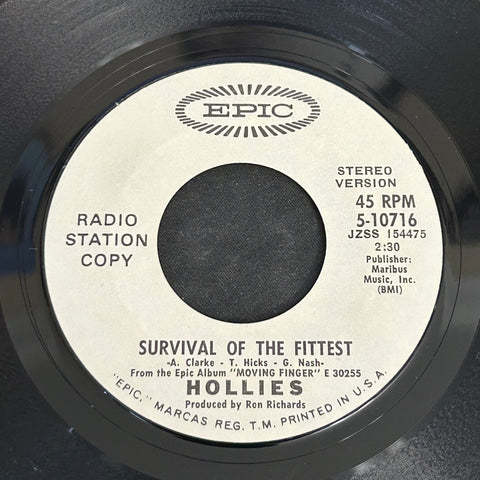 EPIC
STEREO
VERSION
45 RPM
5-10716
JZSS 154475
2:30
Publisher:
Maribus
Music, Inc.
(BMI)
RADIO
STATION
COPY
SURVIVAL OF THE FITTEST
-A. Clarke - T. Hicks - G. Nash-
From the Epic Album "MOVING FINGER" E 30255
HOLLIES
Produced by Ron Richards
"EPIC," MARCAS REG. T.M. PRINTED IN U.S.A.